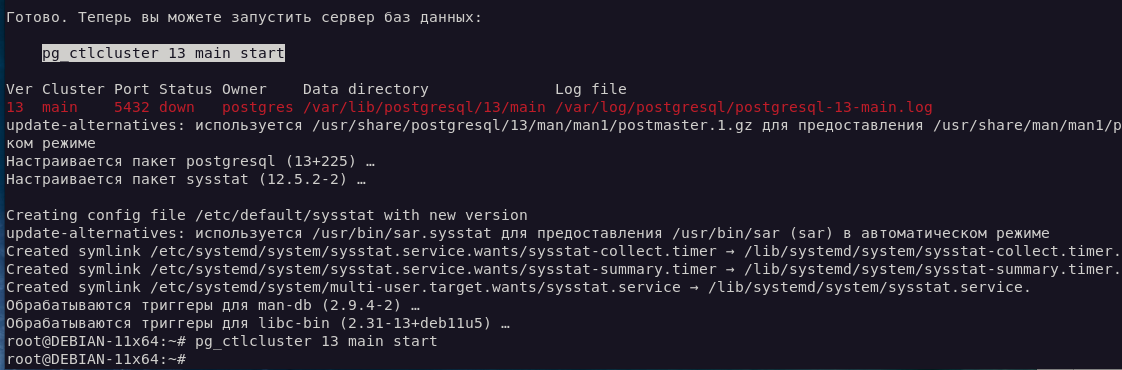 Готово. Теперь вы можете запустить сервер баз данных:
pg_ctlcluster 13 main start
Ver Cluster Port Status Owner    Data directory              Log file
13  main    5432 down   postgres /var/lib/postgresql/13/main /var/log/postgresql/postgresql-13-main.log
update-alternatives: используется /usr/share/postgresql/13/man/man1/postmaster.1.gz для предоставления /usr/share/man/man1/p
ком режиме
Настраивается пакет postgresql (13+225) …
Настраивается пакет sysstat (12.5.2-2) …
Creating config file /etc/default/sysstat with new version
update-alternatives: используется /usr/bin/sar.sysstat для предоставления /usr/bin/sar (sar) в автоматическом режиме
Created symlink /etc/systemd/system/sysstat.service.wants/sysstat-collect.timer → /lib/systemd/system/sysstat-collect.timer.
Created symlink /etc/systemd/system/sysstat.service.wants/sysstat-summary.timer → /lib/systemd/system/sysstat-summary.timer.
Created symlink /etc/systemd/system/multi-user.target.wants/sysstat.service → /lib/systemd/system/sysstat.service.
Обрабатываются триггеры для man-db (2.9.4-2) …
Обрабатываются триггеры для libc-bin (2.31-13+deb11u5) …
root@DEBIAN-11x64:~# pg_ctlcluster 13 main start
root@DEBIAN-11x64:~#